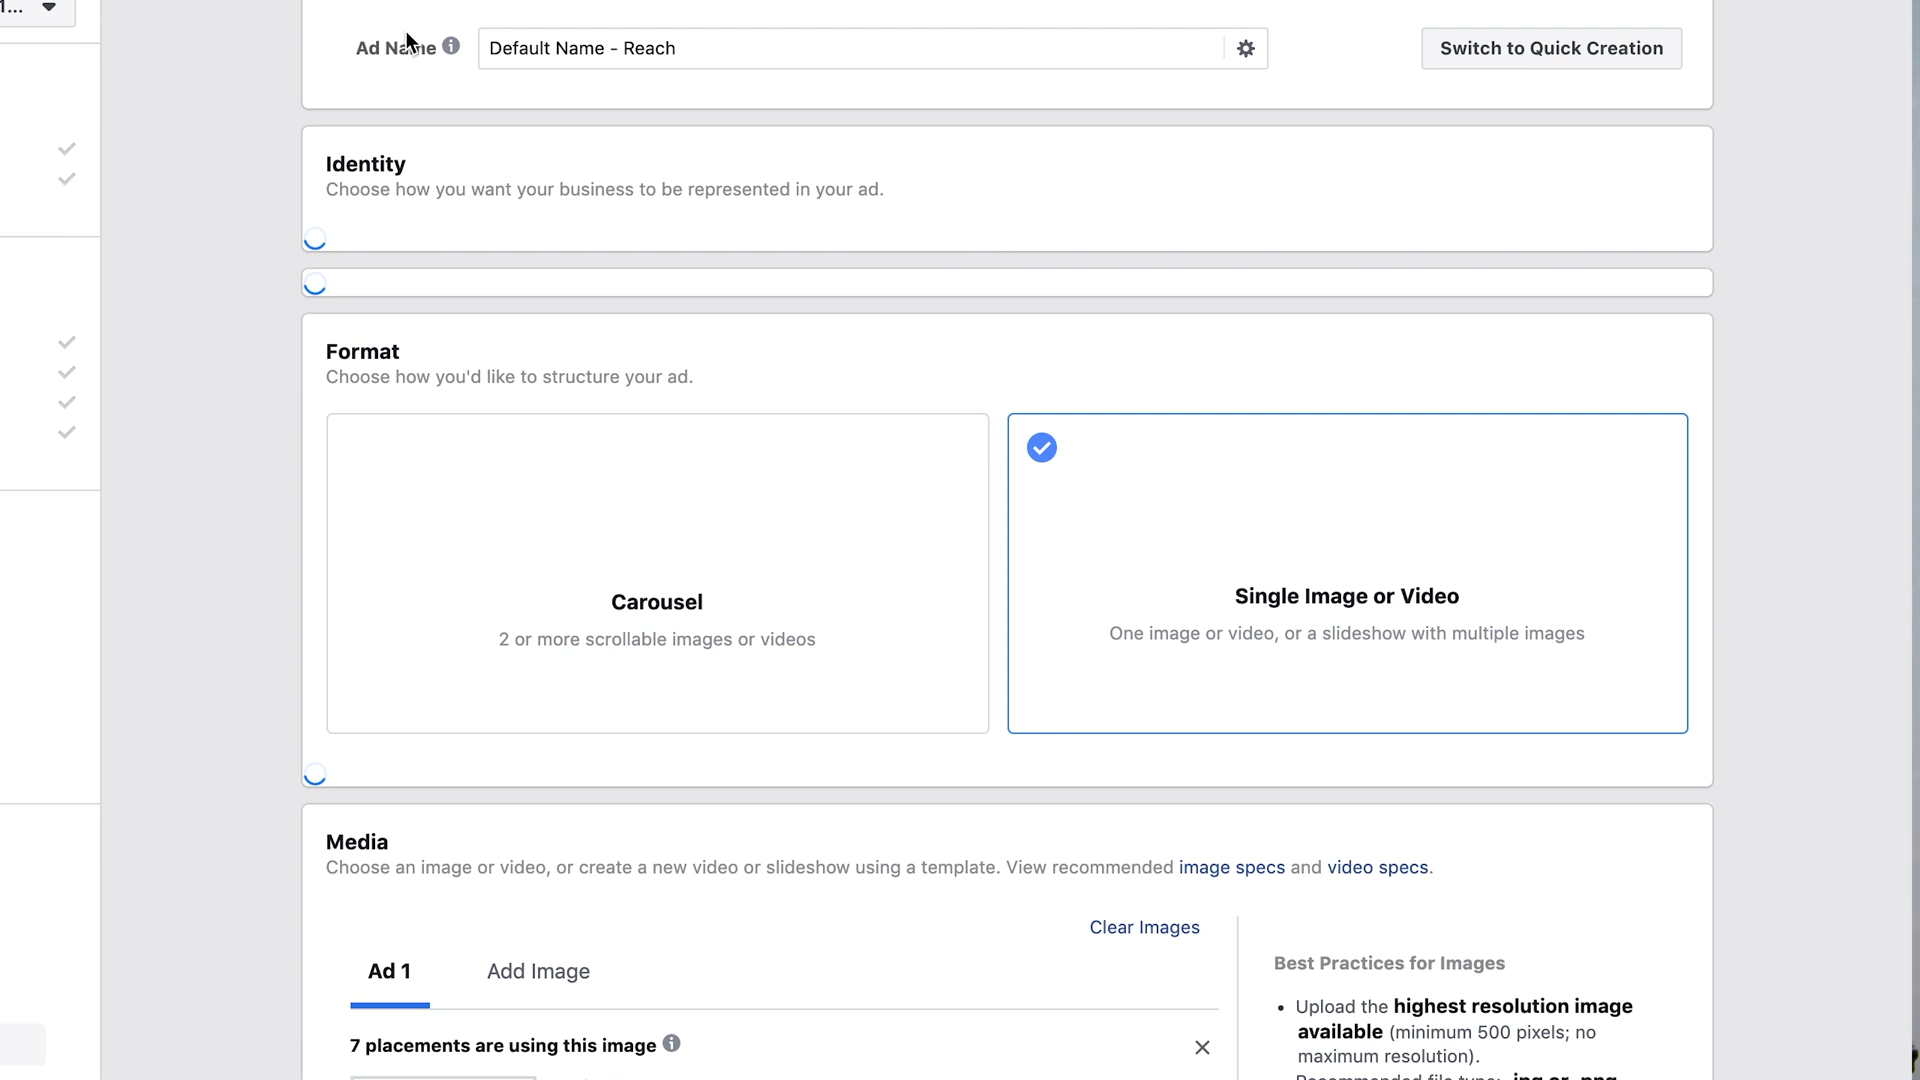 1...
Ad Name
Default Name - Reach
Switch to Quick Creation
Identity
Choose how you want your business to be represented in your ad.
Format
Choose how you'd like to structure your ad.
Carousel
2 or more scrollable images or videos
Single Image or Video
One image or video, or a slideshow with multiple images
Media
Choose an image or video, or create a new video or slideshow using a template. View recommended image specs and video specs.
Clear Images
Ad 1
Add Image
7 placements are using this image
Best Practices for Images
• Upload the highest resolution image
available (minimum 500 pixels; no
maximum resolution).
Recommended file type: .jpg or .png